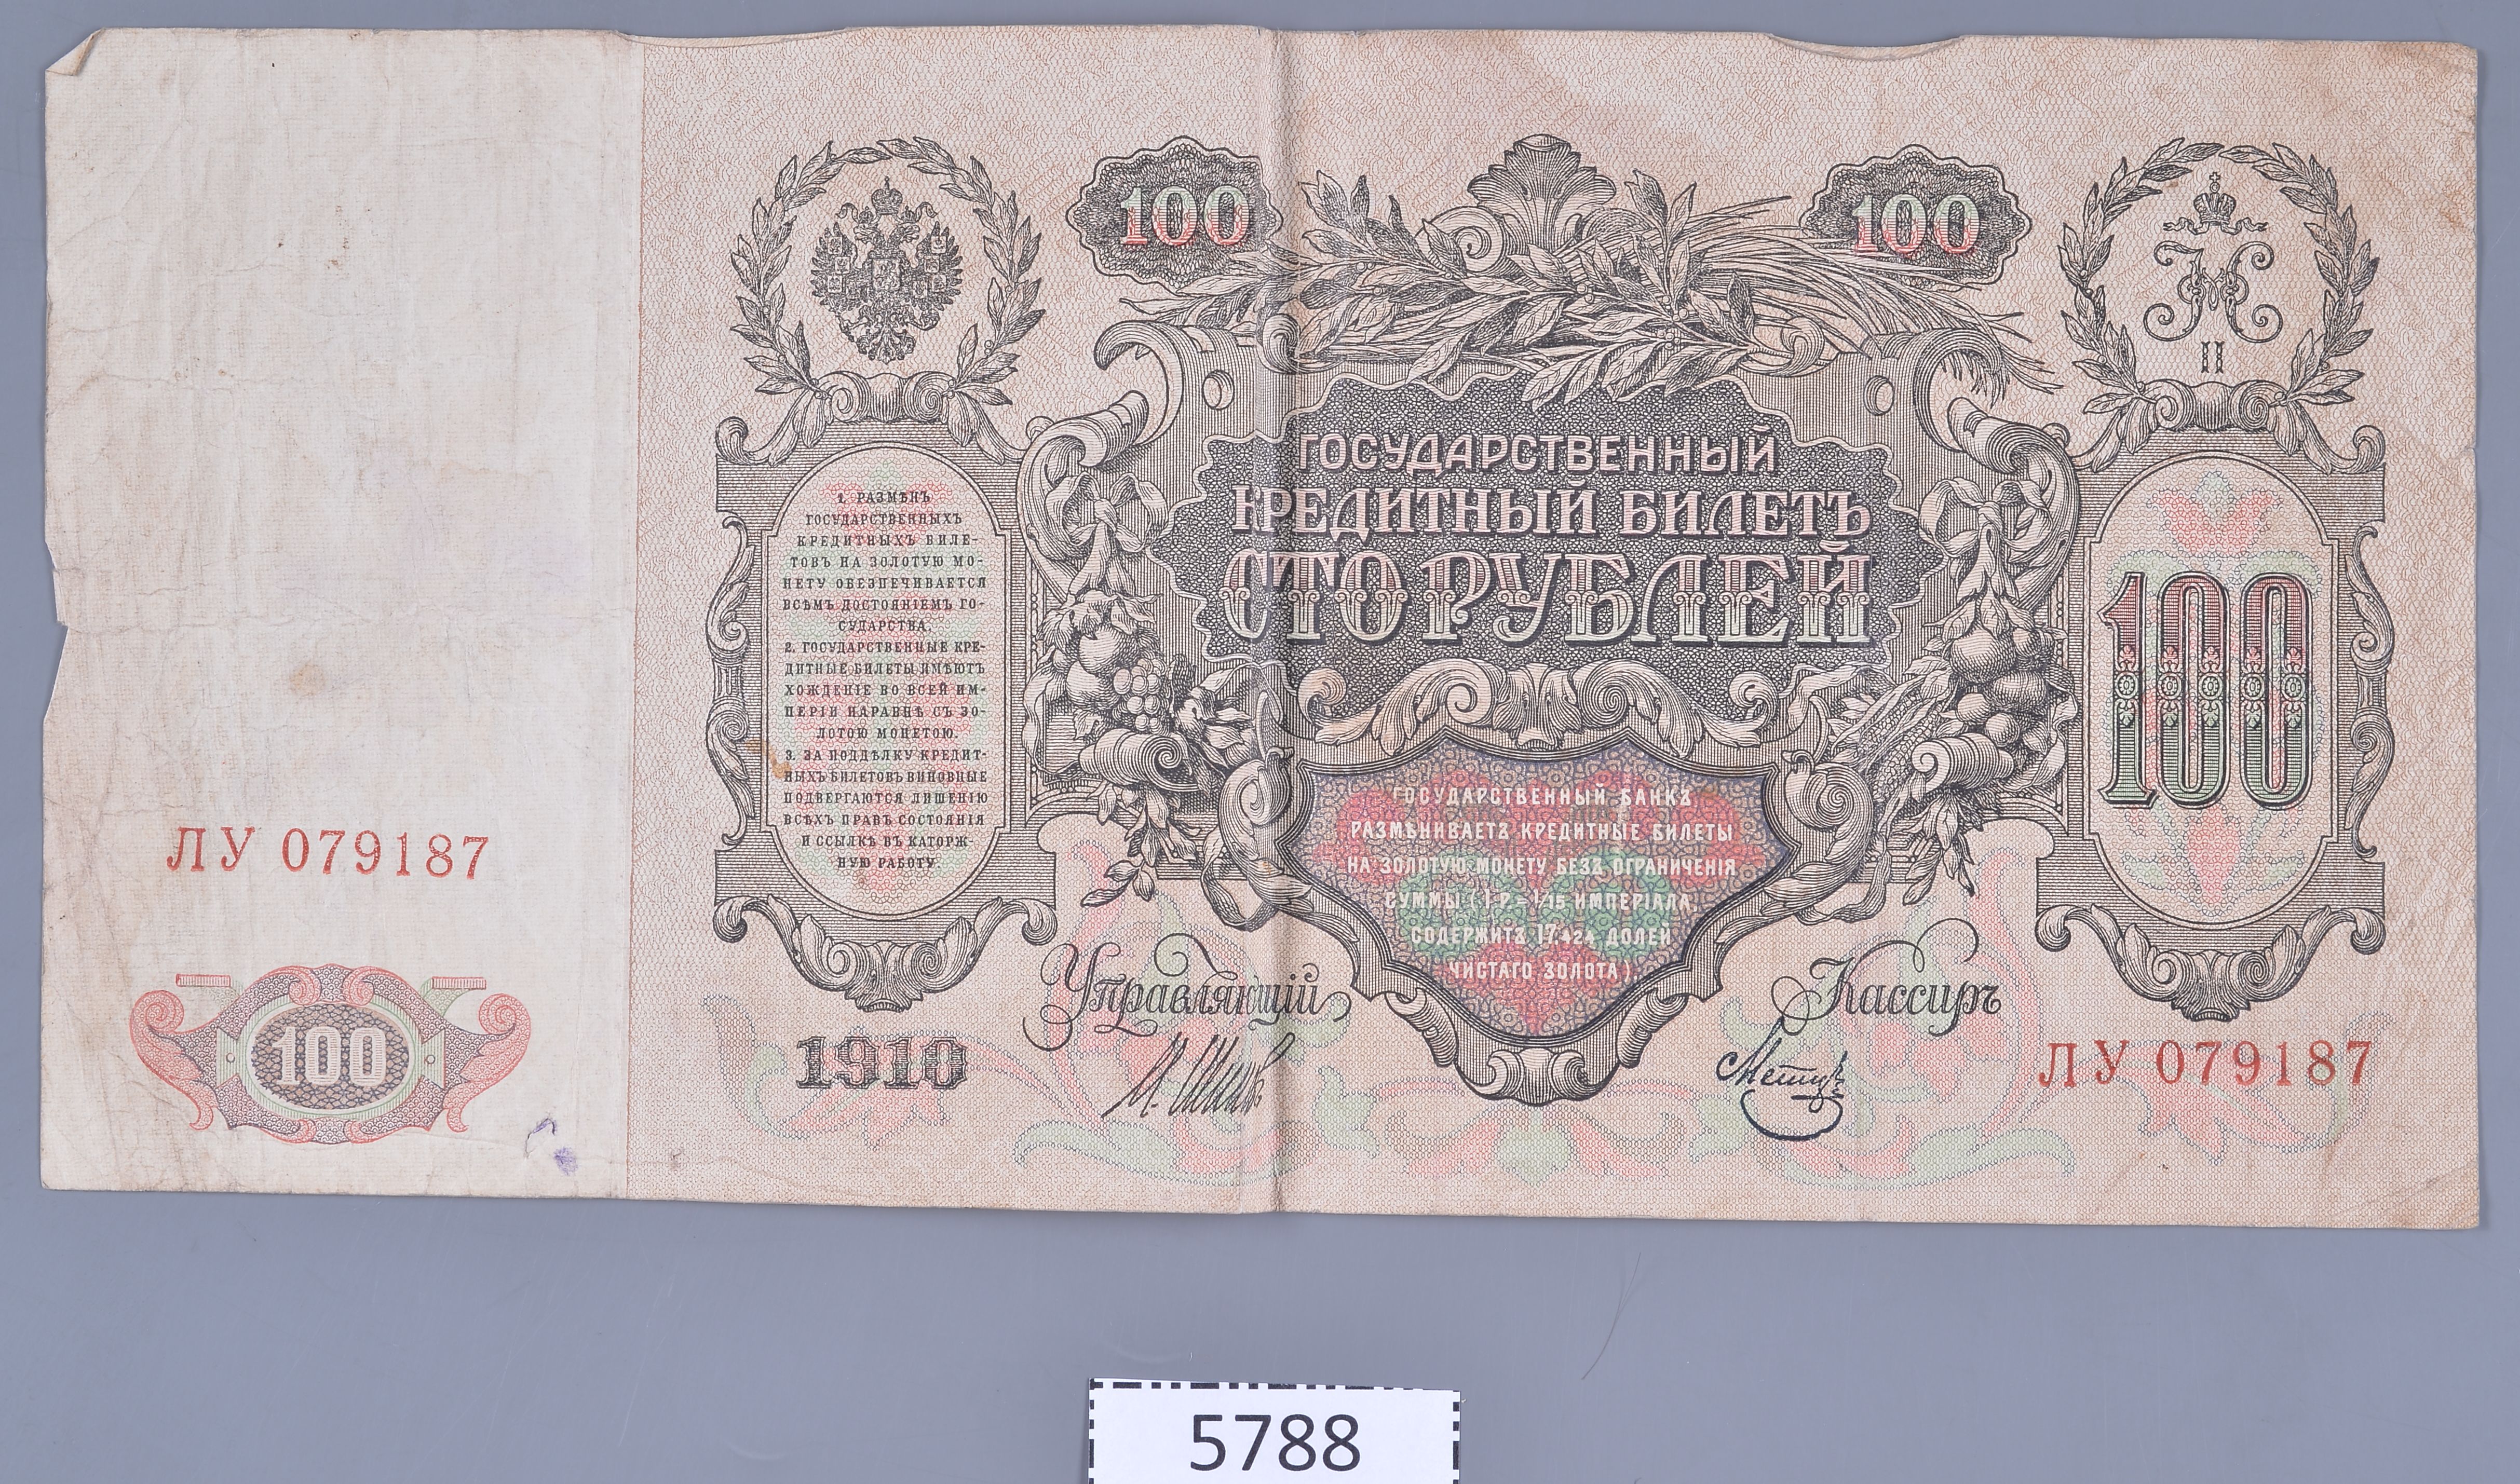 100
100
Н
II
ГОСУДАРСТВЕННЫЙ
КРЕДИТНЫЙ БИЛЕТЪ
СТО РУБЛЕЙ
1. РАЗМѢНЪ
ГОСУДАРСТВЕННЫХЪ
КРЕДИТНЫХЪ БИЛЕ-
ТОВЪ НА ЗОЛОТУЮ МО-
НЕТУ ОБЕЗПЕЧИВАЕТСЯ
ВСѢМЪ ДОСТОЯНІЕМЪ ГО-
СУДАРСТВА.
2. ГОСУДАРСТВЕННЫЕ КРЕ-
ДИТНЫЕ БИЛЕТЫ ИМѢЮТЪ
ХОЖДЕНІЕ ВО ВСЕЙ ИМ-
ПЕРІИ НАРАВНѢ СЪ ЗО-
ЛОТОЮ МОНЕТОЮ.
3. ЗА ПОДДѢЛКУ КРЕДИТ-
НЫХЪ БИЛЕТОВЪ ВИНОВНЫЕ
ПОДВЕРГАЮТСЯ ЛИШЕНІЮ
ВСѢХЪ ПРАВЪ СОСТОЯНІЯ
И ССЫЛКѢ ВЪ КАТОРЖ-
НУЮ РАБОТУ.
100
ГОСУДАРСТВЕННЫЙ БАНКЪ
РАЗМѢНИВАЕТЪ КРЕДИТНЫЕ БИЛЕТЫ
НА ЗОЛОТУЮ МОНЕТУ БЕЗЪ ОГРАНИЧЕНІЯ
СУММЫ (1 Р. = 1/15 ИМПЕРІАЛА,
СОДЕРЖИТЪ 17,424 ДОЛЕЙ
ЧИСТАГО ЗОЛОТА).
ЛУ 079187
100
1910
Управляющій
И. Шипов
Кассиръ
Метц
ЛУ 079187
5788